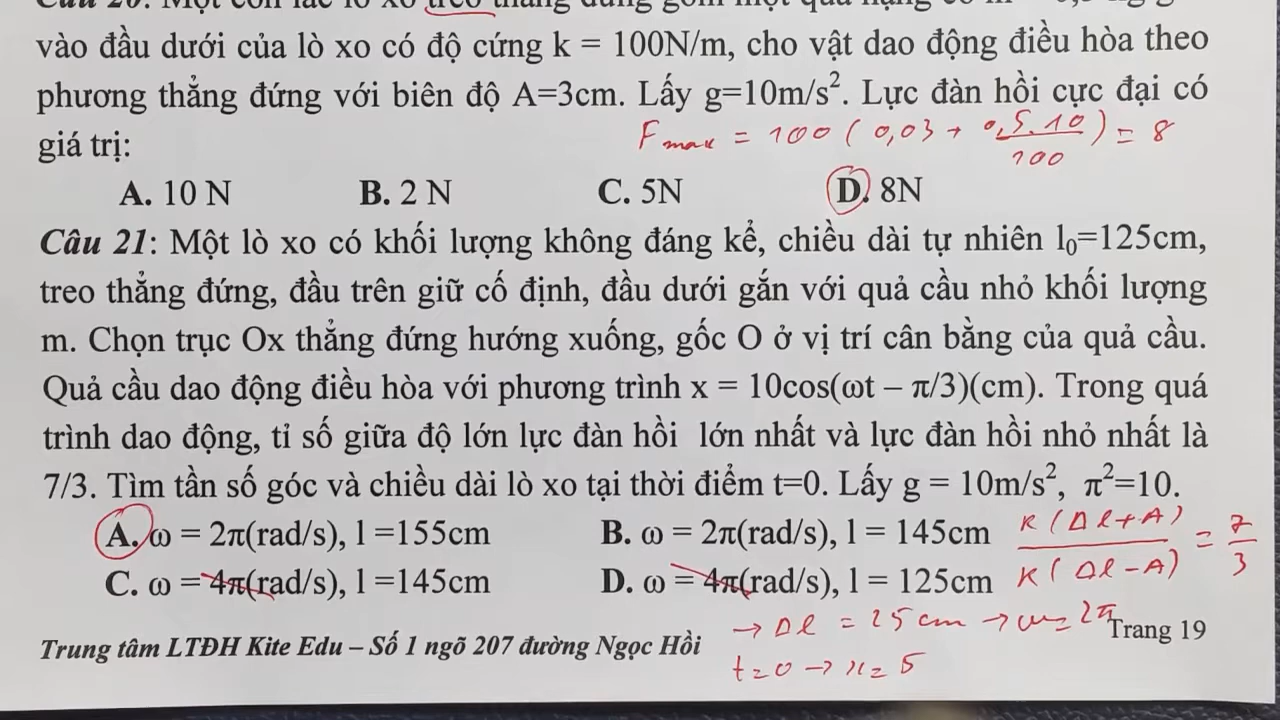 vào đầu dưới của lò xo có độ cứng k = 100N/m, cho vật dao động điều hòa theo
phương thẳng đứng với biên độ A=3cm. Lấy g=10m/s². Lực đàn hồi cực đại có
giá trị:
F max = 100 ( 0,03 + 0,5.10/100 ) = 8
A. 10 N B. 2 N C. 5N D. 8N
Câu 21: Một lò xo có khối lượng không đáng kể, chiều dài tự nhiên l₀=125cm,
treo thẳng đứng, đầu trên giữ cố định, đầu dưới gắn với quả cầu nhỏ khối lượng
m. Chọn trục Ox thẳng đứng hướng xuống, gốc O ở vị trí cân bằng của quả cầu.
Quả cầu dao động điều hòa với phương trình x = 10cos(ωt – π/3)(cm). Trong quá
trình dao động, tỉ số giữa độ lớn lực đàn hồi lớn nhất và lực đàn hồi nhỏ nhất là
7/3. Tìm tần số góc và chiều dài lò xo tại thời điểm t=0. Lấy g = 10m/s², π²=10.
A. ω = 2π(rad/s), l =155cm B. ω = 2π(rad/s), l = 145cm
K(Δl+A)/K(Δl-A) = 7/3
C. ω = 4π(rad/s), l =145cm D. ω = 4π(rad/s), l = 125cm
→ Δl = 25 cm → ω = 2π
Trung tâm LTĐH Kite Edu – Số 1 ngõ 207 đường Ngọc Hồi Trang 19
t = 0 → x = 5